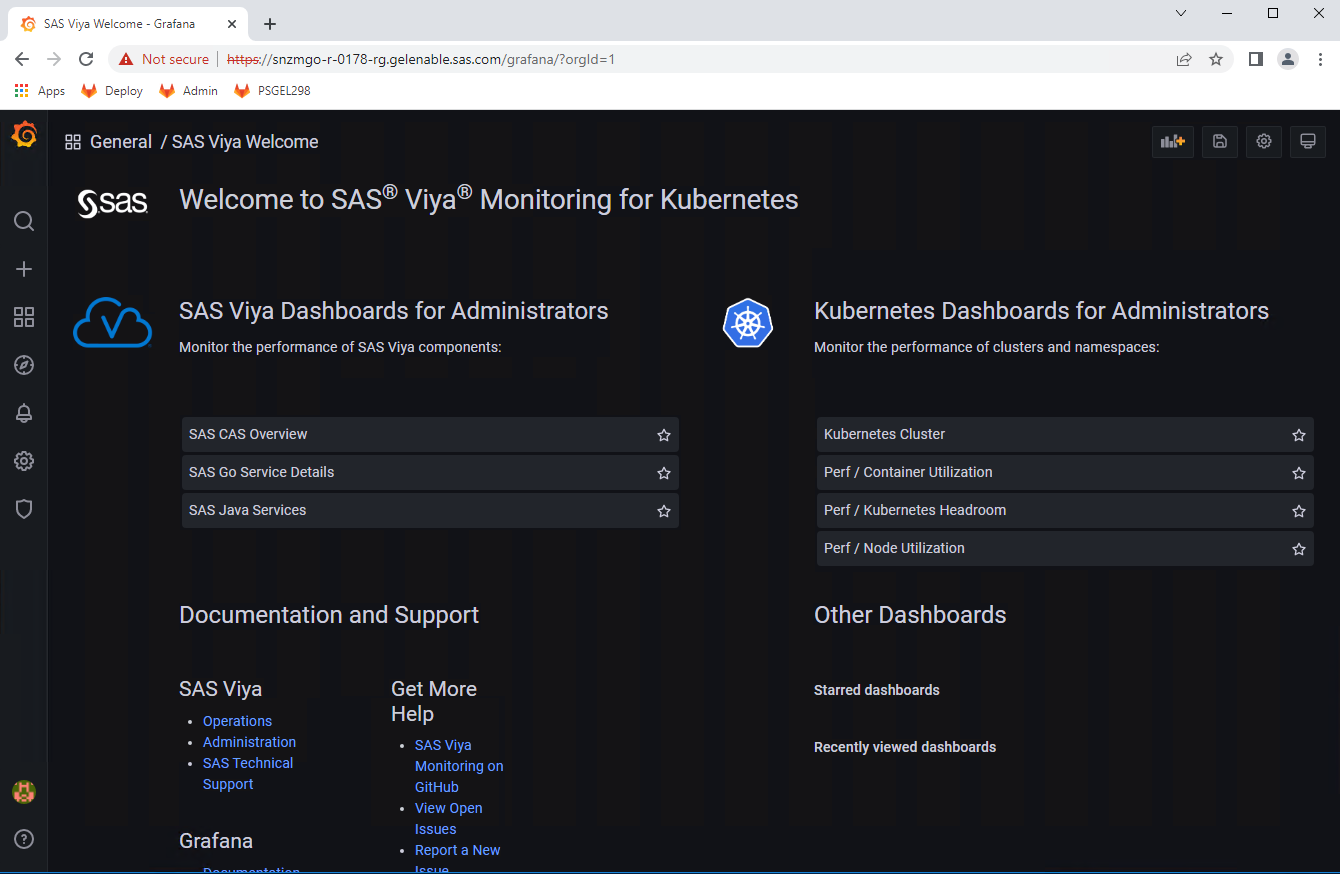 SAS Viya Welcome - Grafana
Not secure https://snzmgo-r-0178-rg.gelenable.sas.com/grafana/?orgId=1
Apps Deploy Admin PSGEL298
General / SAS Viya Welcome
sas
Welcome to SAS® Viya® Monitoring for Kubernetes
SAS Viya Dashboards for Administrators
Monitor the performance of SAS Viya components:
SAS CAS Overview
SAS Go Service Details
SAS Java Services
Kubernetes Dashboards for Administrators
Monitor the performance of clusters and namespaces:
Kubernetes Cluster
Perf / Container Utilization
Perf / Kubernetes Headroom
Perf / Node Utilization
Documentation and Support
SAS Viya
Operations
Administration
SAS Technical
Support
Grafana
Documentation
Get More
Help
SAS Viya
Monitoring on
GitHub
View Open
Issues
Report a New
Issue
Other Dashboards
Starred dashboards
Recently viewed dashboards